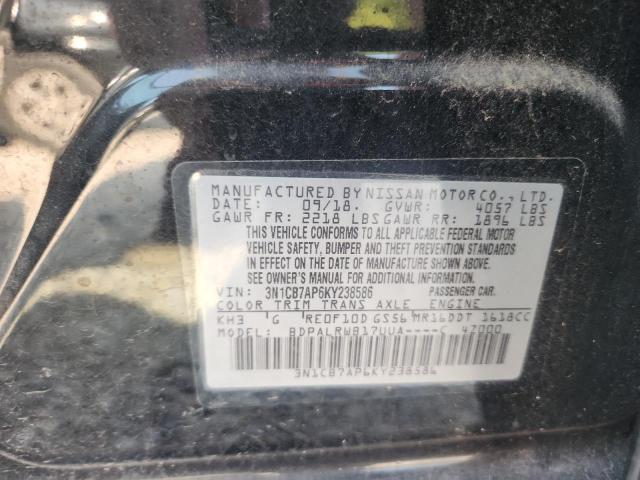 MANUFACTURED BY NISSAN MOTOR CO., LTD.
DATE: 09/18. GVWR: 4057 LBS
GAWR FR: 2218 LBS GAWR RR: 1896 LBS
THIS VEHICLE CONFORMS TO ALL APPLICABLE FEDERAL MOTOR
VEHICLE SAFETY, BUMPER AND THEFT PREVENTION STANDARDS
IN EFFECT ON THE DATE OF MANUFACTURE SHOWN ABOVE.
SEE OWNER'S MANUAL FOR ADDITIONAL INFORMATION.
VIN: 3N1CB7AP6KY238586 PASSENGER CAR.
COLOR TRIM TRANS AXLE ENGINE
KH3 G RE0F10D GS56 MR16DDT 1618CC
MODEL: BDPALRWB17UUA----C 47000
3N1CB7AP6KY238586